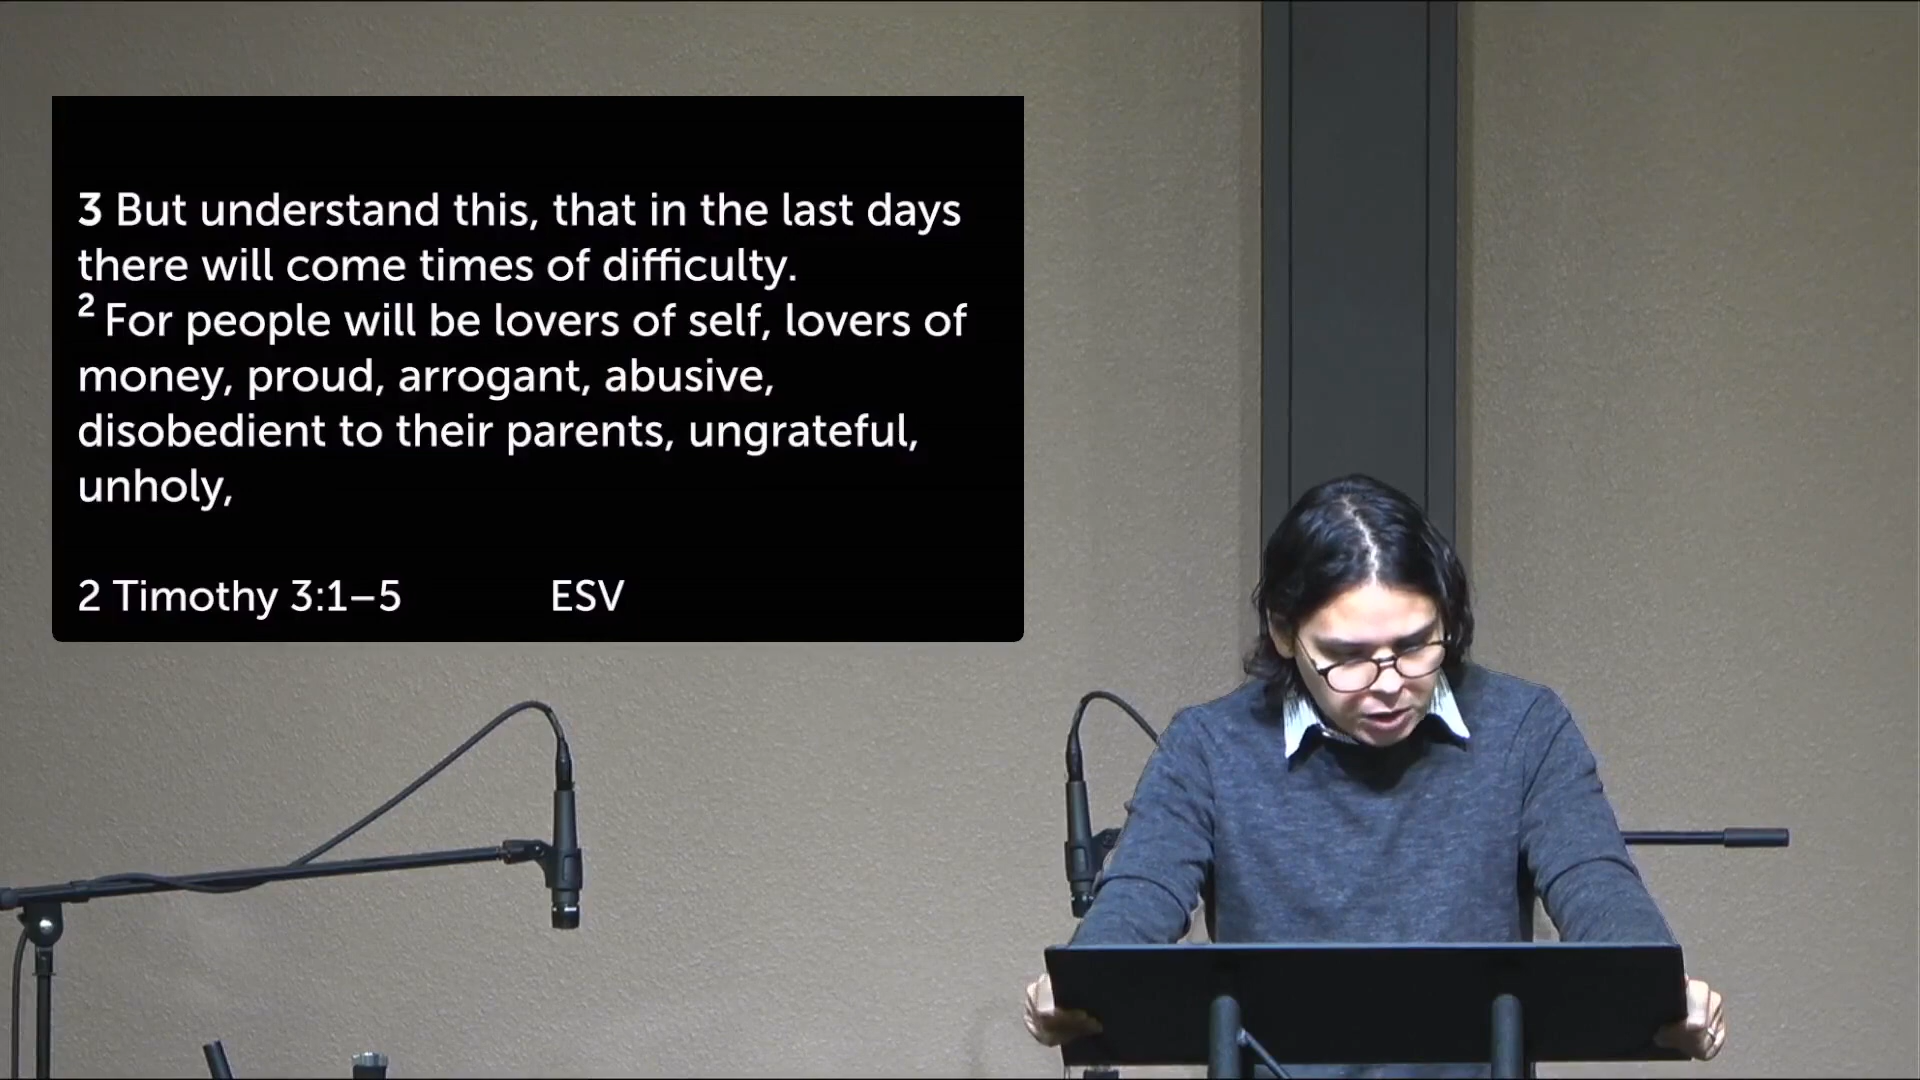 3 But understand this, that in the last days
there will come times of difficulty.
2 For people will be lovers of self, lovers of
money, proud, arrogant, abusive,
disobedient to their parents, ungrateful,
unholy,
2 Timothy 3:1–5 ESV